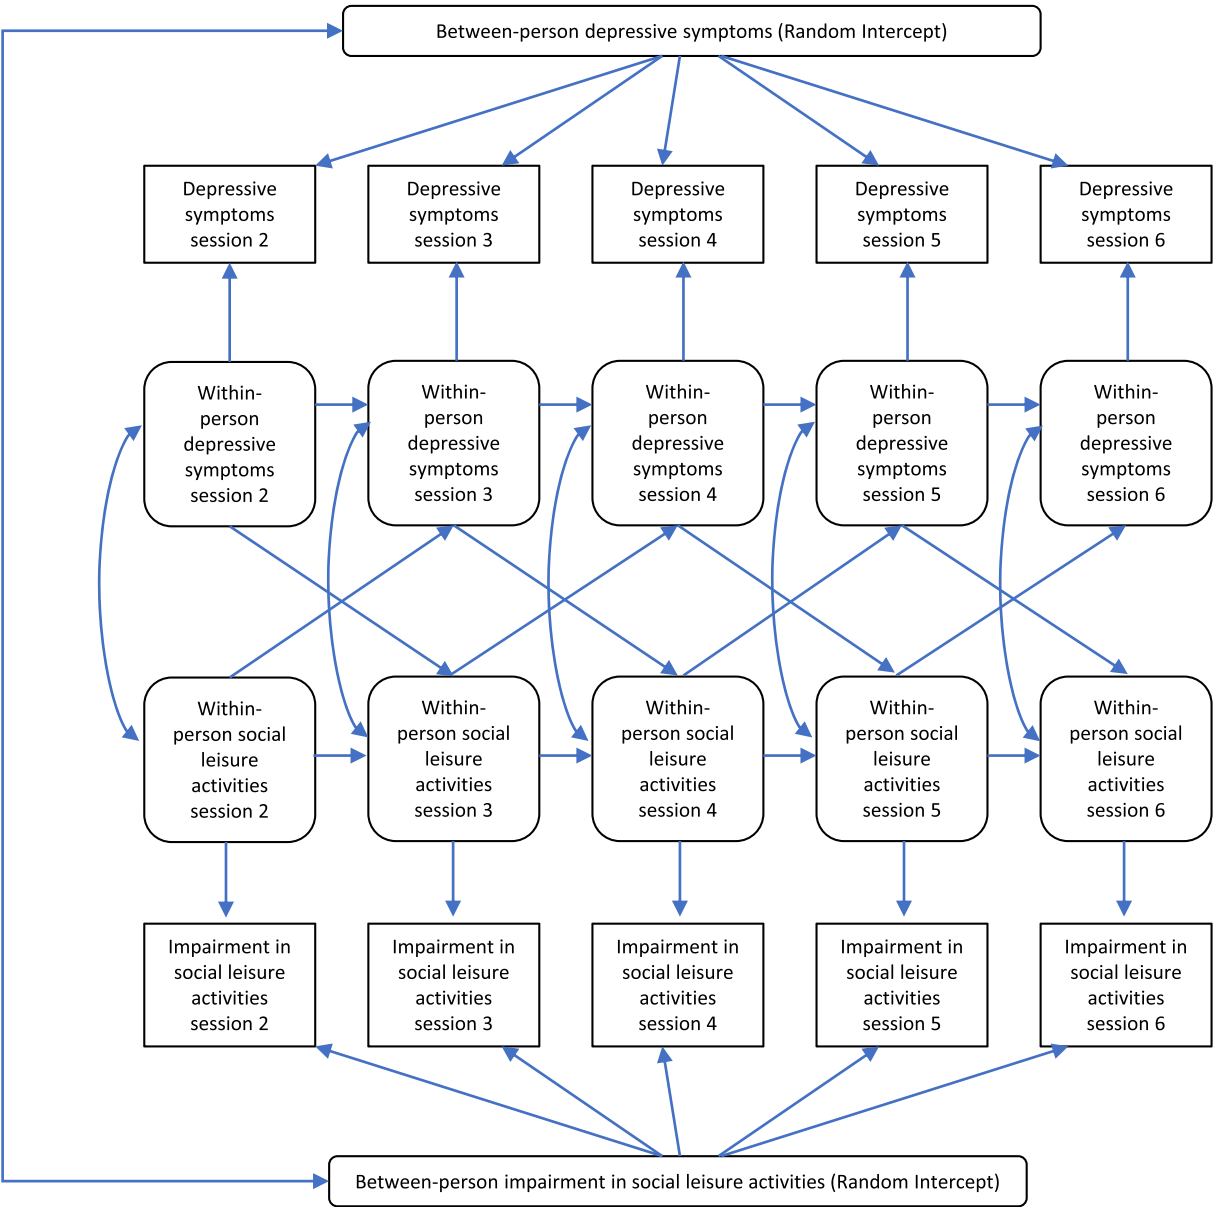 Between-person depressive symptoms (Random Intercept)
Depressive
symptoms
session 2
Depressive
symptoms
session 3
Depressive
symptoms
session 4
Depressive
symptoms
session 5
Depressive
symptoms
session 6
Within-
person
depressive
symptoms
session 2
Within-
person
depressive
symptoms
session 3
Within-
person
depressive
symptoms
session 4
Within-
person
depressive
symptoms
session 5
Within-
person
depressive
symptoms
session 6
Within-
person social
leisure
activities
session 2
Within-
person social
leisure
activities
session 3
Within-
person social
leisure
activities
session 4
Within-
person social
leisure
activities
session 5
Within-
person social
leisure
activities
session 6
Impairment in
social leisure
activities
session 2
Impairment in
social leisure
activities
session 3
Impairment in
social leisure
activities
session 4
Impairment in
social leisure
activities
session 5
Impairment in
social leisure
activities
session 6
Between-person impairment in social leisure activities (Random Intercept)